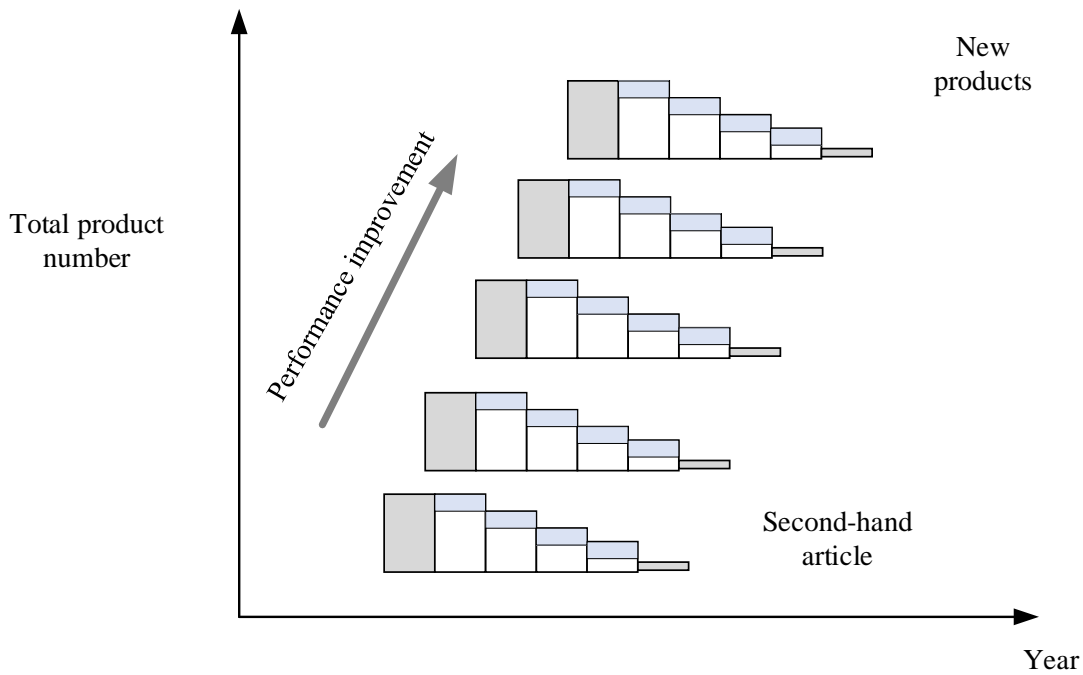 New
products
Performance improvement
Total product
number
Second-hand
article
Year